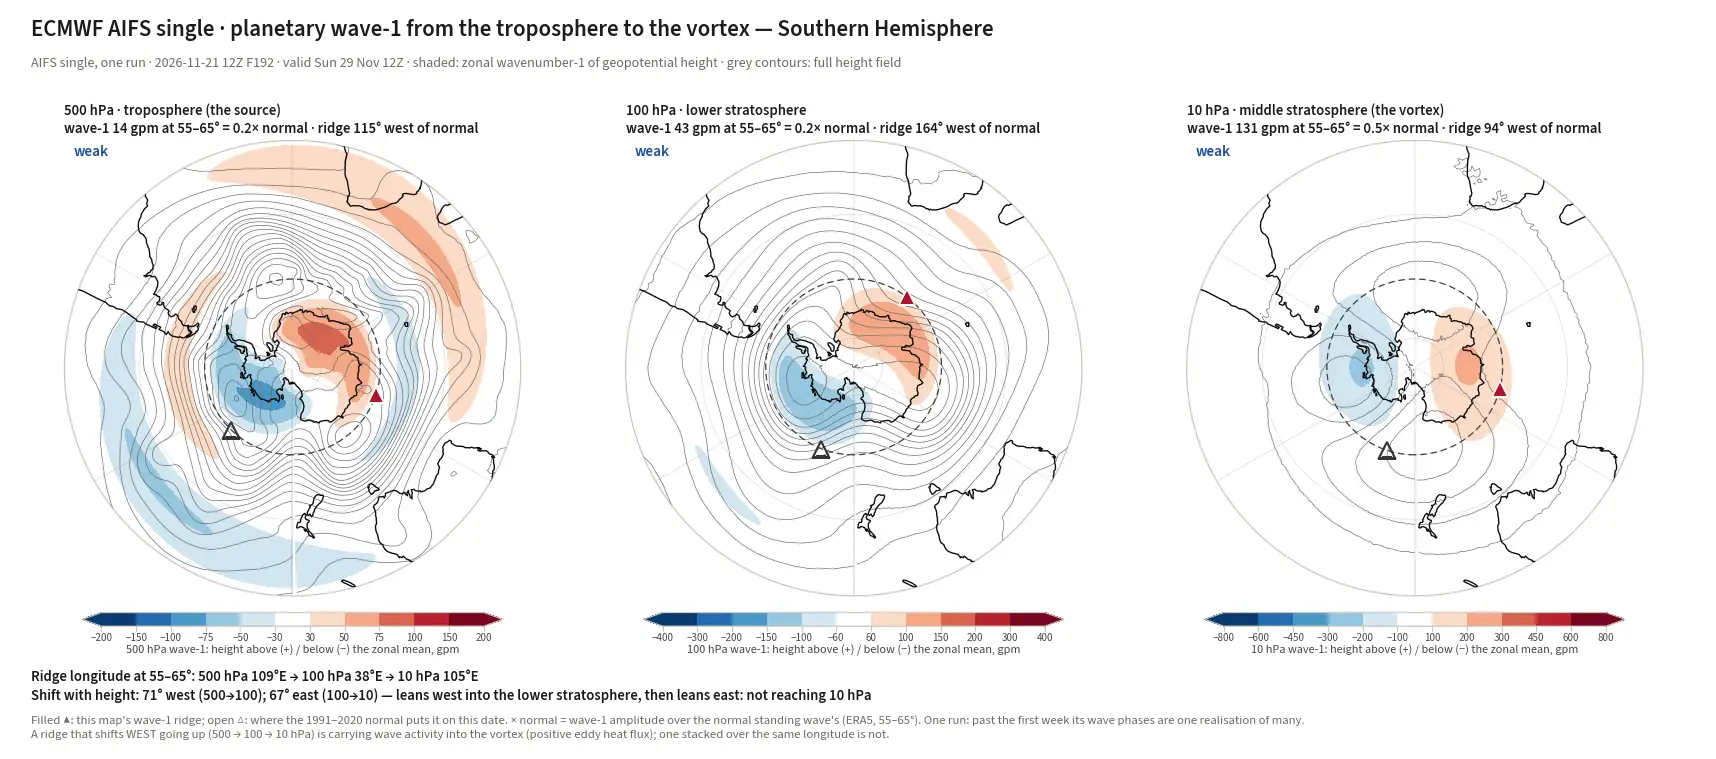 ECMWF AIFS single · planetary wave-1 from the troposphere to the vortex — Southern Hemisphere
AIFS single, one run · 2026-11-21 12Z F192 · valid Sun 29 Nov 12Z · shaded: zonal wavenumber-1 of geopotential height · grey contours: full height field
500 hPa · troposphere (the source)
wave-1 14 gpm at 55–65° = 0.2× normal · ridge 115° west of normal
weak
100 hPa · lower stratosphere
wave-1 43 gpm at 55–65° = 0.2× normal · ridge 164° west of normal
weak
10 hPa · middle stratosphere (the vortex)
wave-1 131 gpm at 55–65° = 0.5× normal · ridge 94° west of normal
weak
−200 −150 −100 −75 −50 −30 30 50 75 100 150 200
500 hPa wave-1: height above (+) / below (−) the zonal mean, gpm
−400 −300 −200 −150 −100 −60 60 100 150 200 300 400
100 hPa wave-1: height above (+) / below (−) the zonal mean, gpm
−800 −600 −450 −300 −200 −100 100 200 300 450 600 800
10 hPa wave-1: height above (+) / below (−) the zonal mean, gpm
Ridge longitude at 55–65°: 500 hPa 109°E → 100 hPa 38°E → 10 hPa 105°E
Shift with height: 71° west (500→100); 67° east (100→10) — leans west into the lower stratosphere, then leans east: not reaching 10 hPa
Filled ▲: this map's wave-1 ridge; open △: where the 1991–2020 normal puts it on this date. × normal = wave-1 amplitude over the normal standing wave's (ERA5, 55–65°). One run: past the first week its wave phases are one realisation of many.
A ridge that shifts WEST going up (500 → 100 → 10 hPa) is carrying wave activity into the vortex (positive eddy heat flux); one stacked over the same longitude is not.